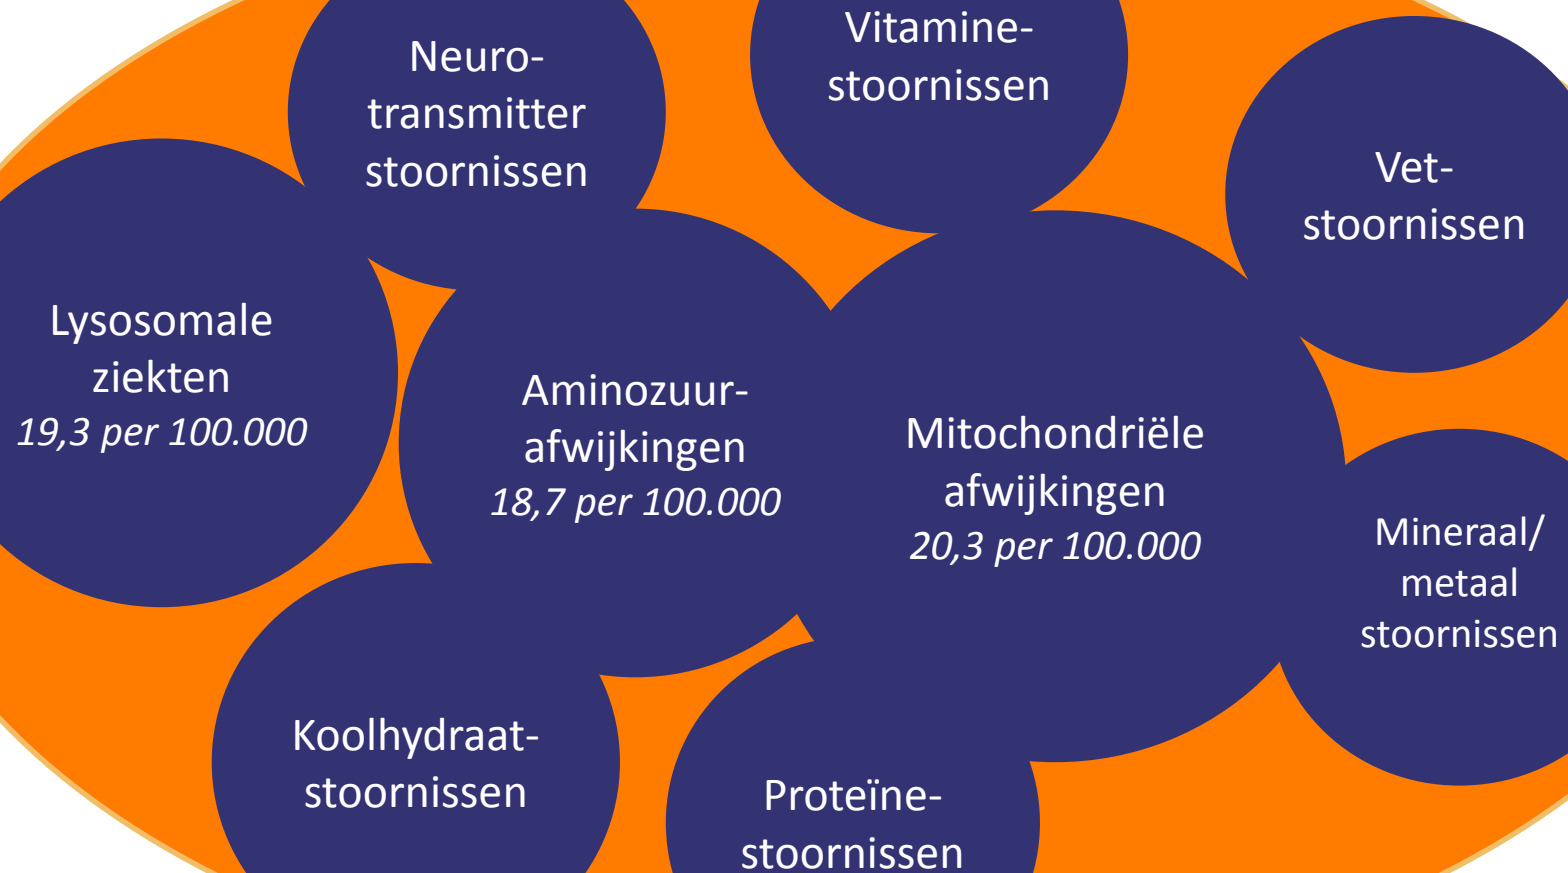 Neuro-
transmitter
stoornissen
Vitamine-
stoornissen
Vet-
stoornissen
Lysosomale
ziekten
19,3 per 100.000
Aminozuur-
afwijkingen
18,7 per 100.000
Mitochondriële
afwijkingen
20,3 per 100.000
Mineraal/
metaal
stoornissen
Koolhydraat-
stoornissen
Proteïne-
stoornissen